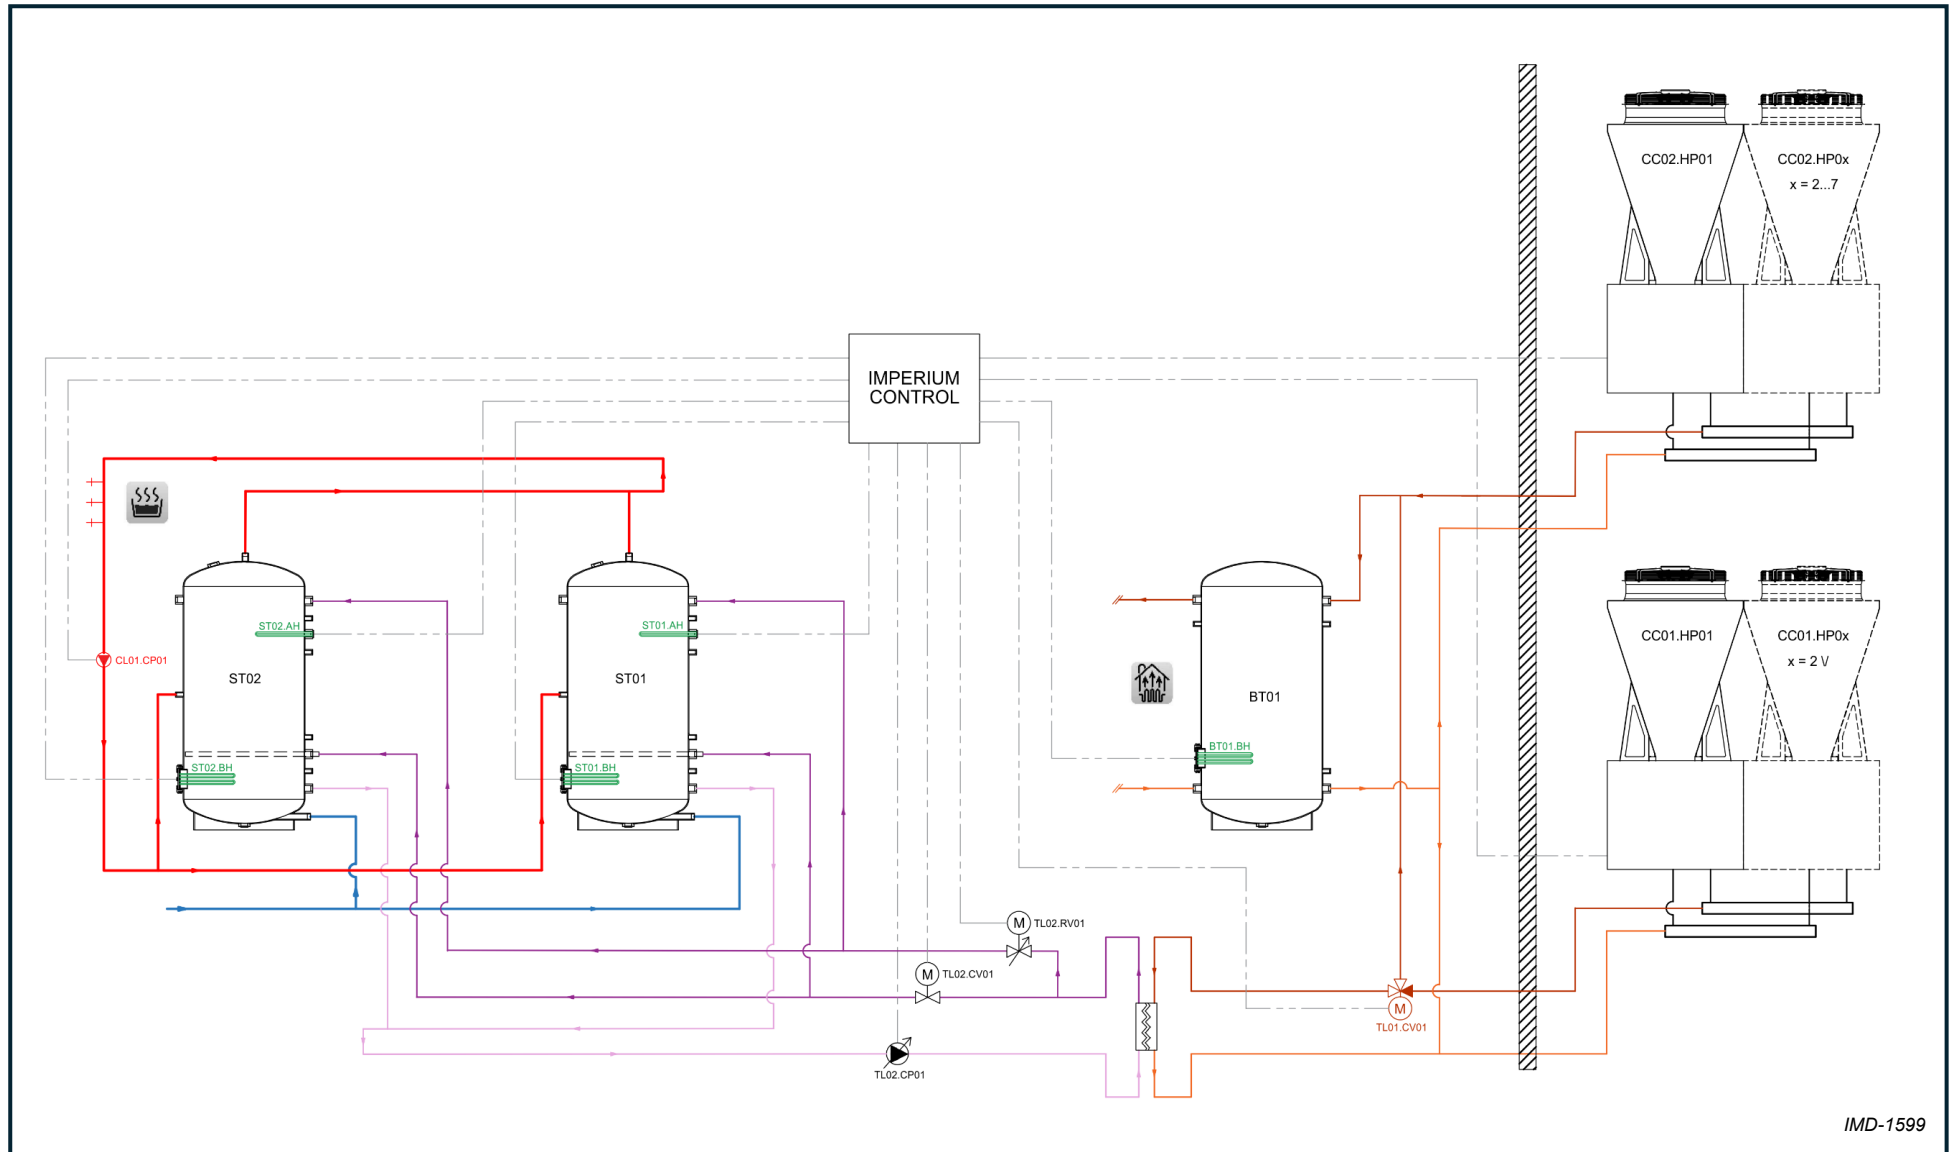 CC02.HP01
CC02.HP0x
x = 2...7
IMPERIUM
CONTROL
ST02.AH
ST01.AH
CC01.HP01
CC01.HP0x
x = 2 \/
CL01.CP01
ST02
ST01
BT01
BT01.BH
ST02.BH
ST01.BH
M
TL02.RV01
M
TL02.CV01
M
TL01.CV01
TL02.CP01
IMD-1599